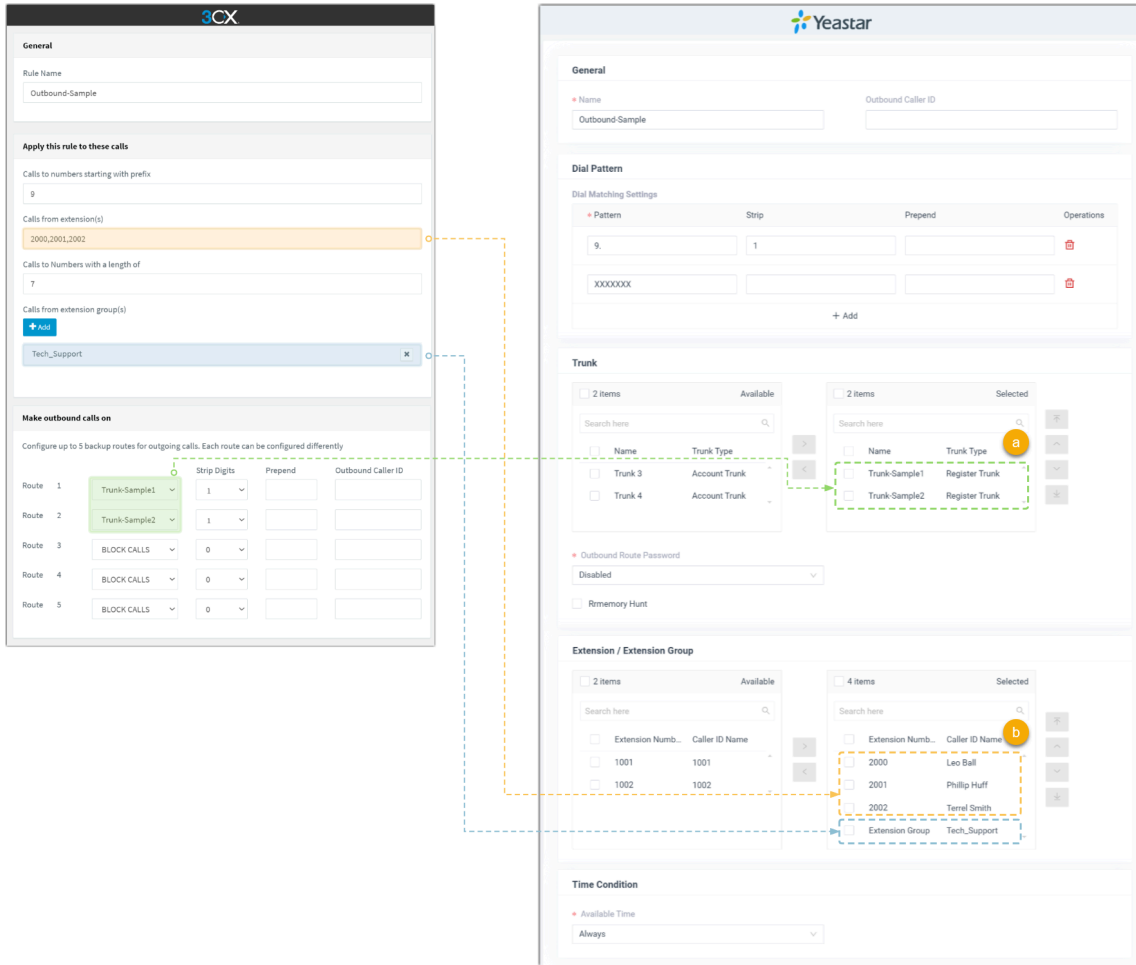 3CX
General
Rule Name
Outbound-Sample
Apply this rule to these calls
Calls to numbers starting with prefix
9
Calls from extension(s)
2000,2001,2002
Calls to Numbers with a length of
7
Calls from extension group(s)
+ Add
Tech_Support
Make outbound calls on
Configure up to 5 backup routes for outgoing calls. Each route can be configured differently
Strip Digits Prepend Outbound Caller ID
Route 1 Trunk-Sample1 1
Route 2 Trunk-Sample2 1
Route 3 BLOCK CALLS 0
Route 4 BLOCK CALLS 0
Route 5 BLOCK CALLS 0
Yeastar
General
* Name Outbound Caller ID
Outbound-Sample
Dial Pattern
Dial Matching Settings
* Pattern Strip Prepend Operations
9. 1
XXXXXXX
+ Add
Trunk
2 items Available 2 items Selected
Search here Search here
a
Name Trunk Type Name Trunk Type
Trunk 3 Account Trunk Trunk-Sample1 Register Trunk
Trunk 4 Account Trunk Trunk-Sample2 Register Trunk
* Outbound Route Password
Disabled
Rrmemory Hunt
Extension / Extension Group
2 items Available 4 items Selected
Search here Search here
b
Extension Numb... Caller ID Name Extension Numb... Caller ID Name
1001 1001 2000 Leo Ball
1002 1002 2001 Phillip Huff
2002 Terrel Smith
Extension Group Tech_Support
Time Condition
* Available Time
Always